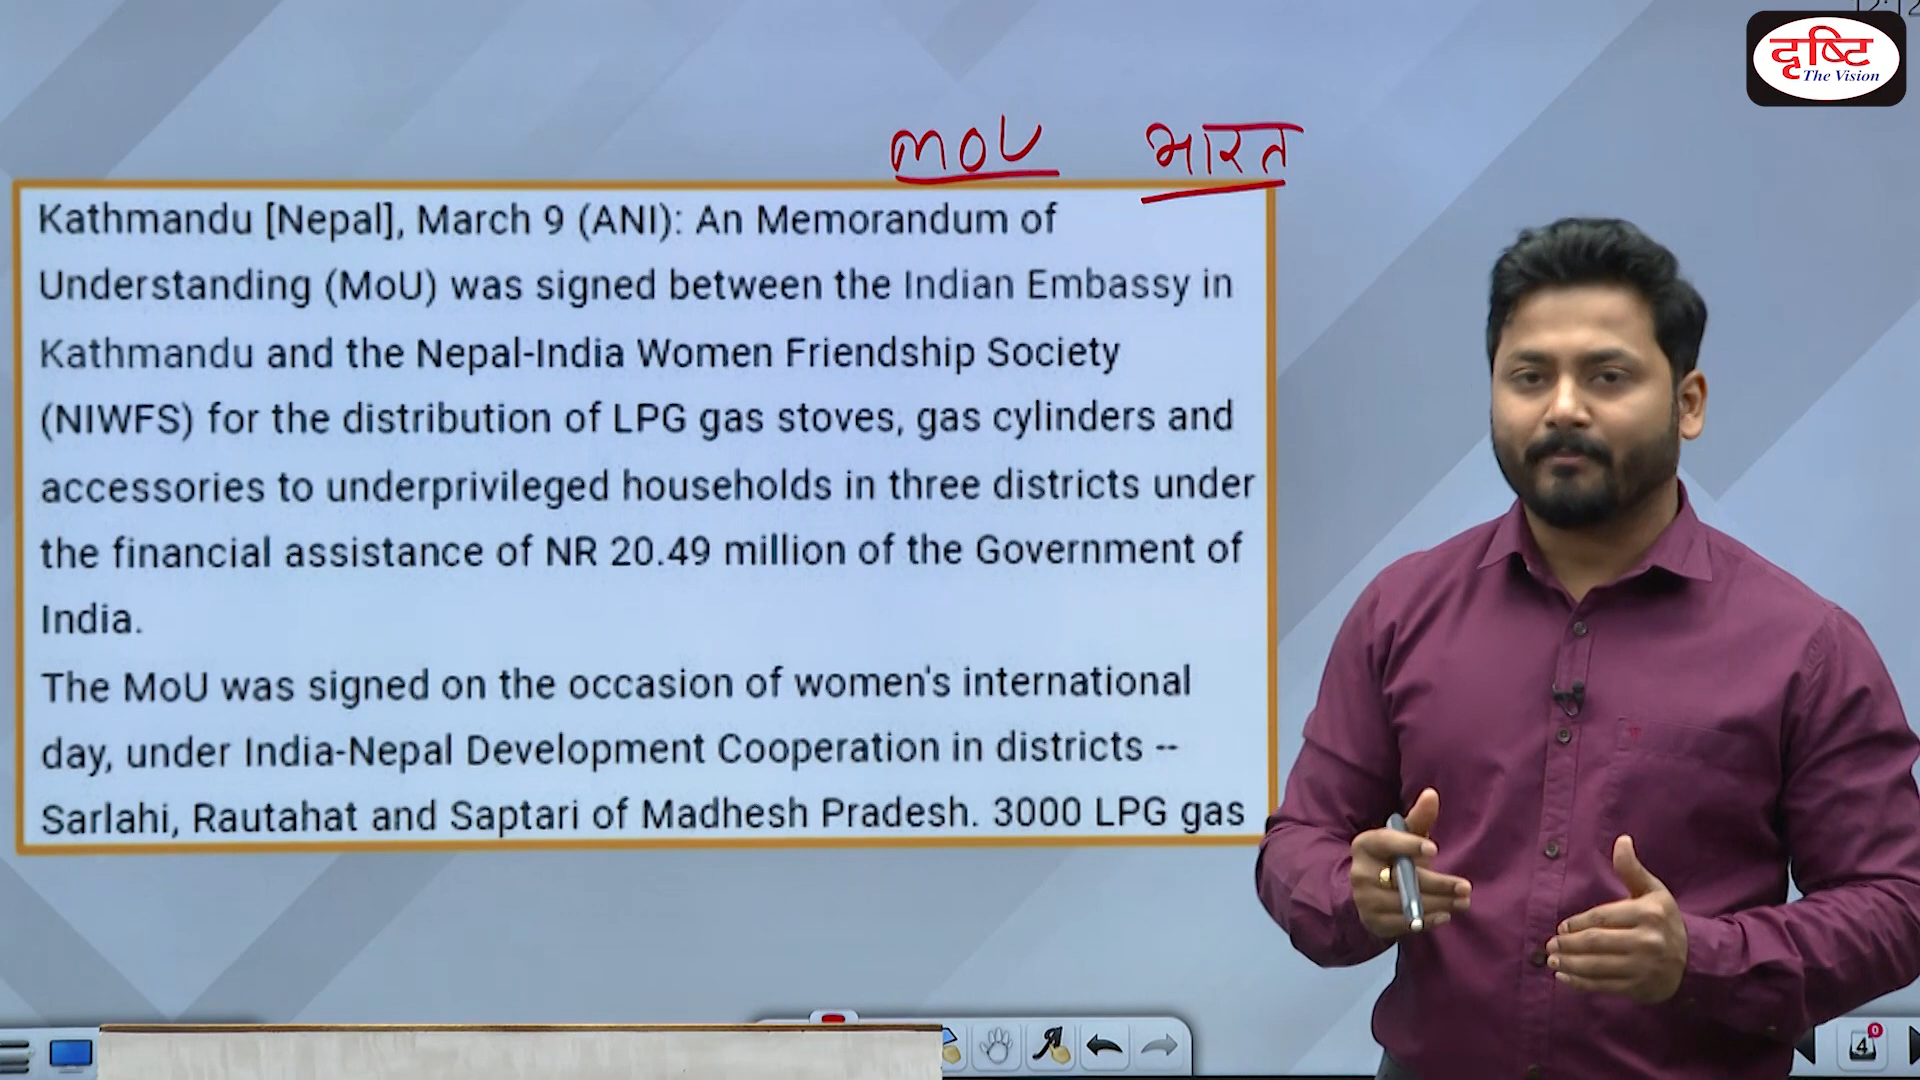 दृष्टि
The Vision
MOU भारत
Kathmandu [Nepal], March 9 (ANI): An Memorandum of
Understanding (MoU) was signed between the Indian Embassy in
Kathmandu and the Nepal-India Women Friendship Society
(NIWFS) for the distribution of LPG gas stoves, gas cylinders and
accessories to underprivileged households in three districts under
the financial assistance of NR 20.49 million of the Government of
India.
The MoU was signed on the occasion of women's international
day, under India-Nepal Development Cooperation in districts --
Sarlahi, Rautahat and Saptari of Madhesh Pradesh. 3000 LPG gas
0
4